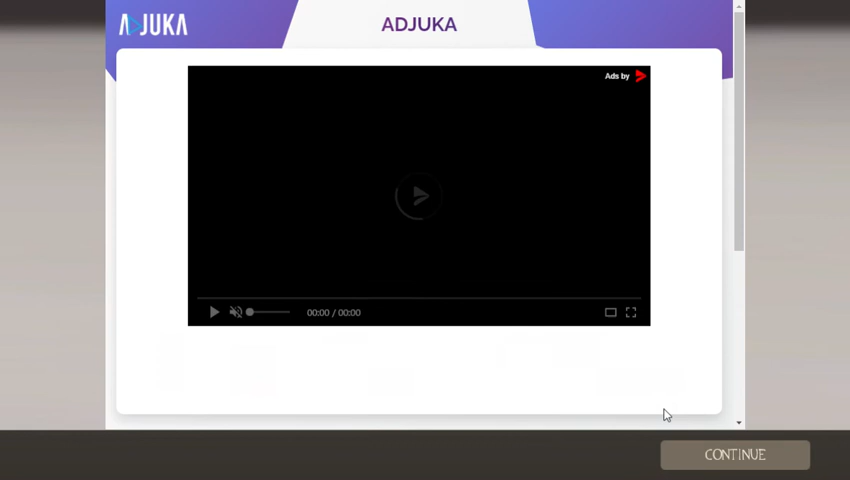 ADJUKA
ADJUKA
Ads by
00:00 / 00:00
CONTINUE